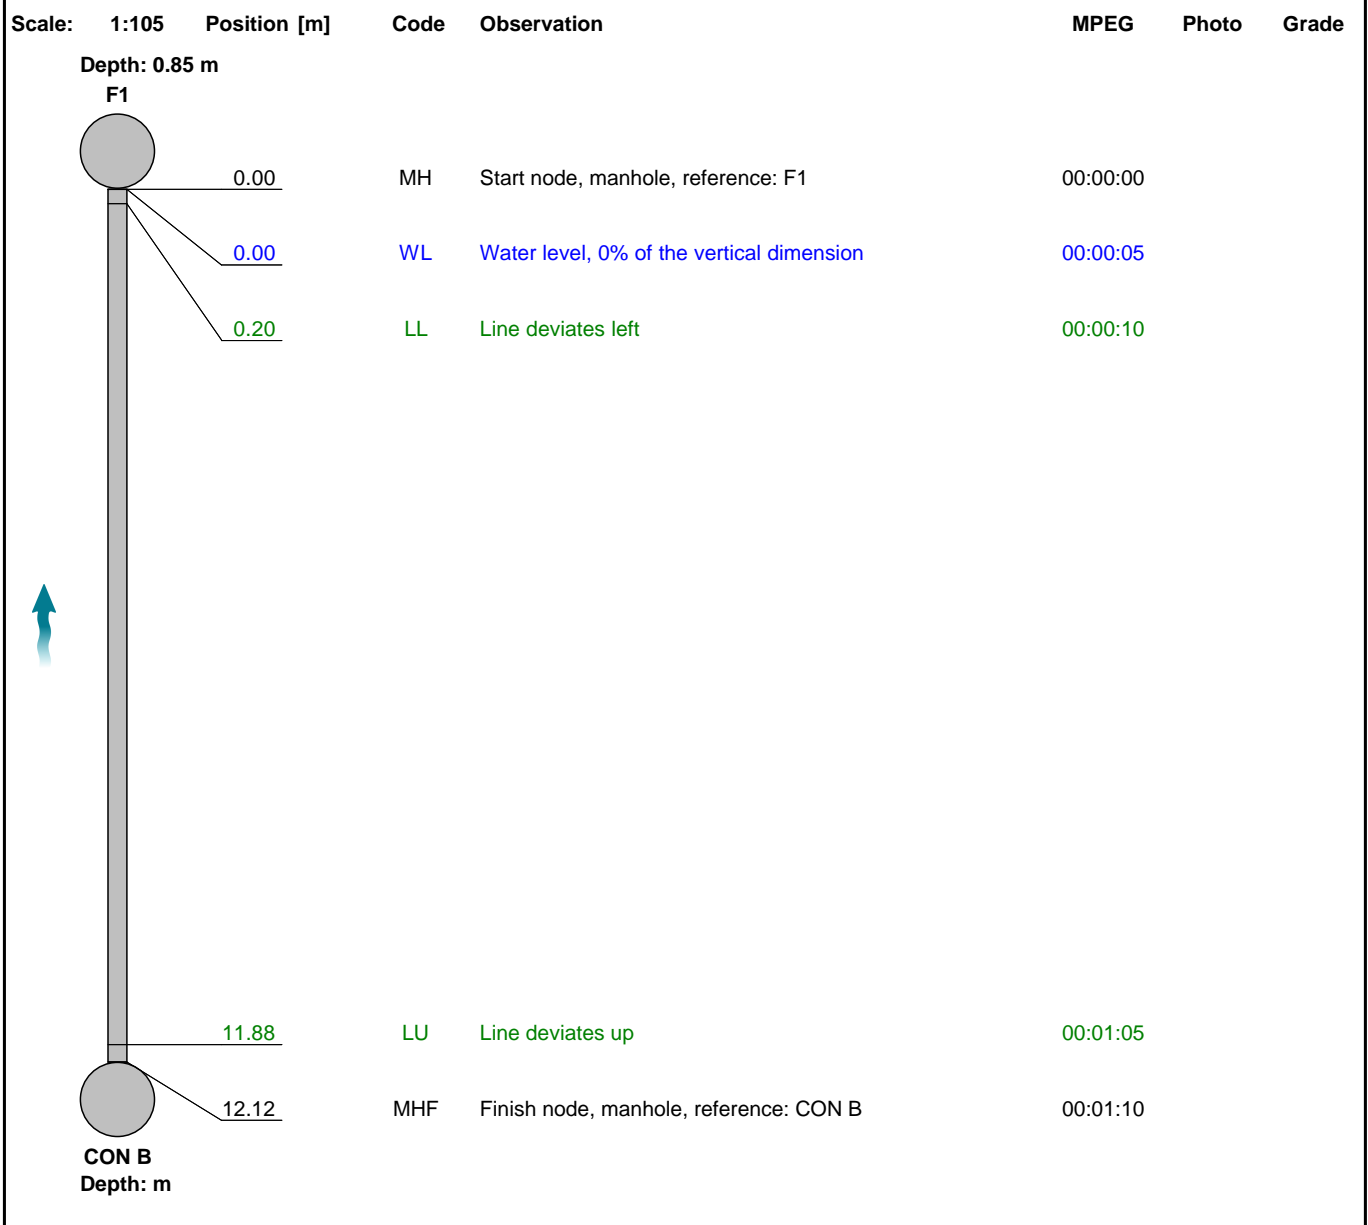 Scale: 1:105 Position [m] Code Observation MPEG Photo Grade
Depth: 0.85 m
F1
0.00 MH Start node, manhole, reference: F1 00:00:00
0.00 WL Water level, 0% of the vertical dimension 00:00:05
0.20 LL Line deviates left 00:00:10
11.88 LU Line deviates up 00:01:05
12.12 MHF Finish node, manhole, reference: CON B 00:01:10
CON B
Depth: m